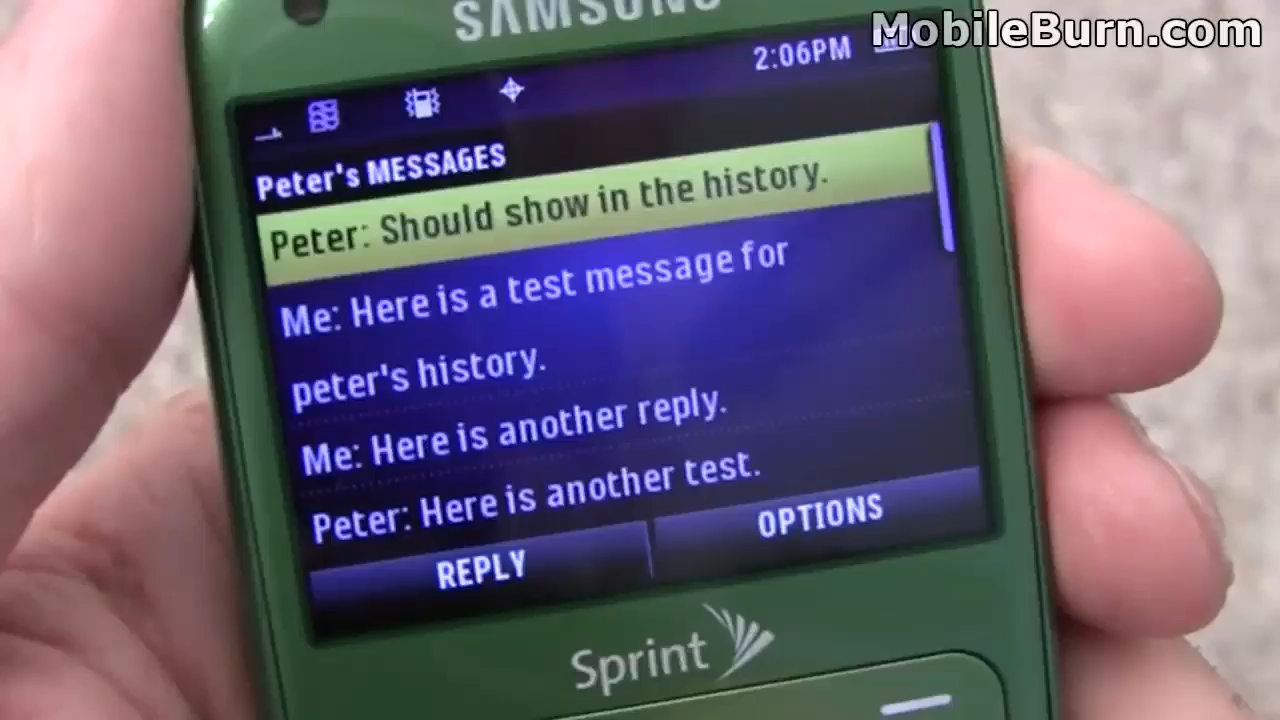 SAMSUNG
MobileBurn.com
2:06PM
Peter's MESSAGES
Peter: Should show in the history.
Me: Here is a test message for
peter's history.
Me: Here is another reply.
Peter: Here is another test.
REPLY
OPTIONS
Sprint